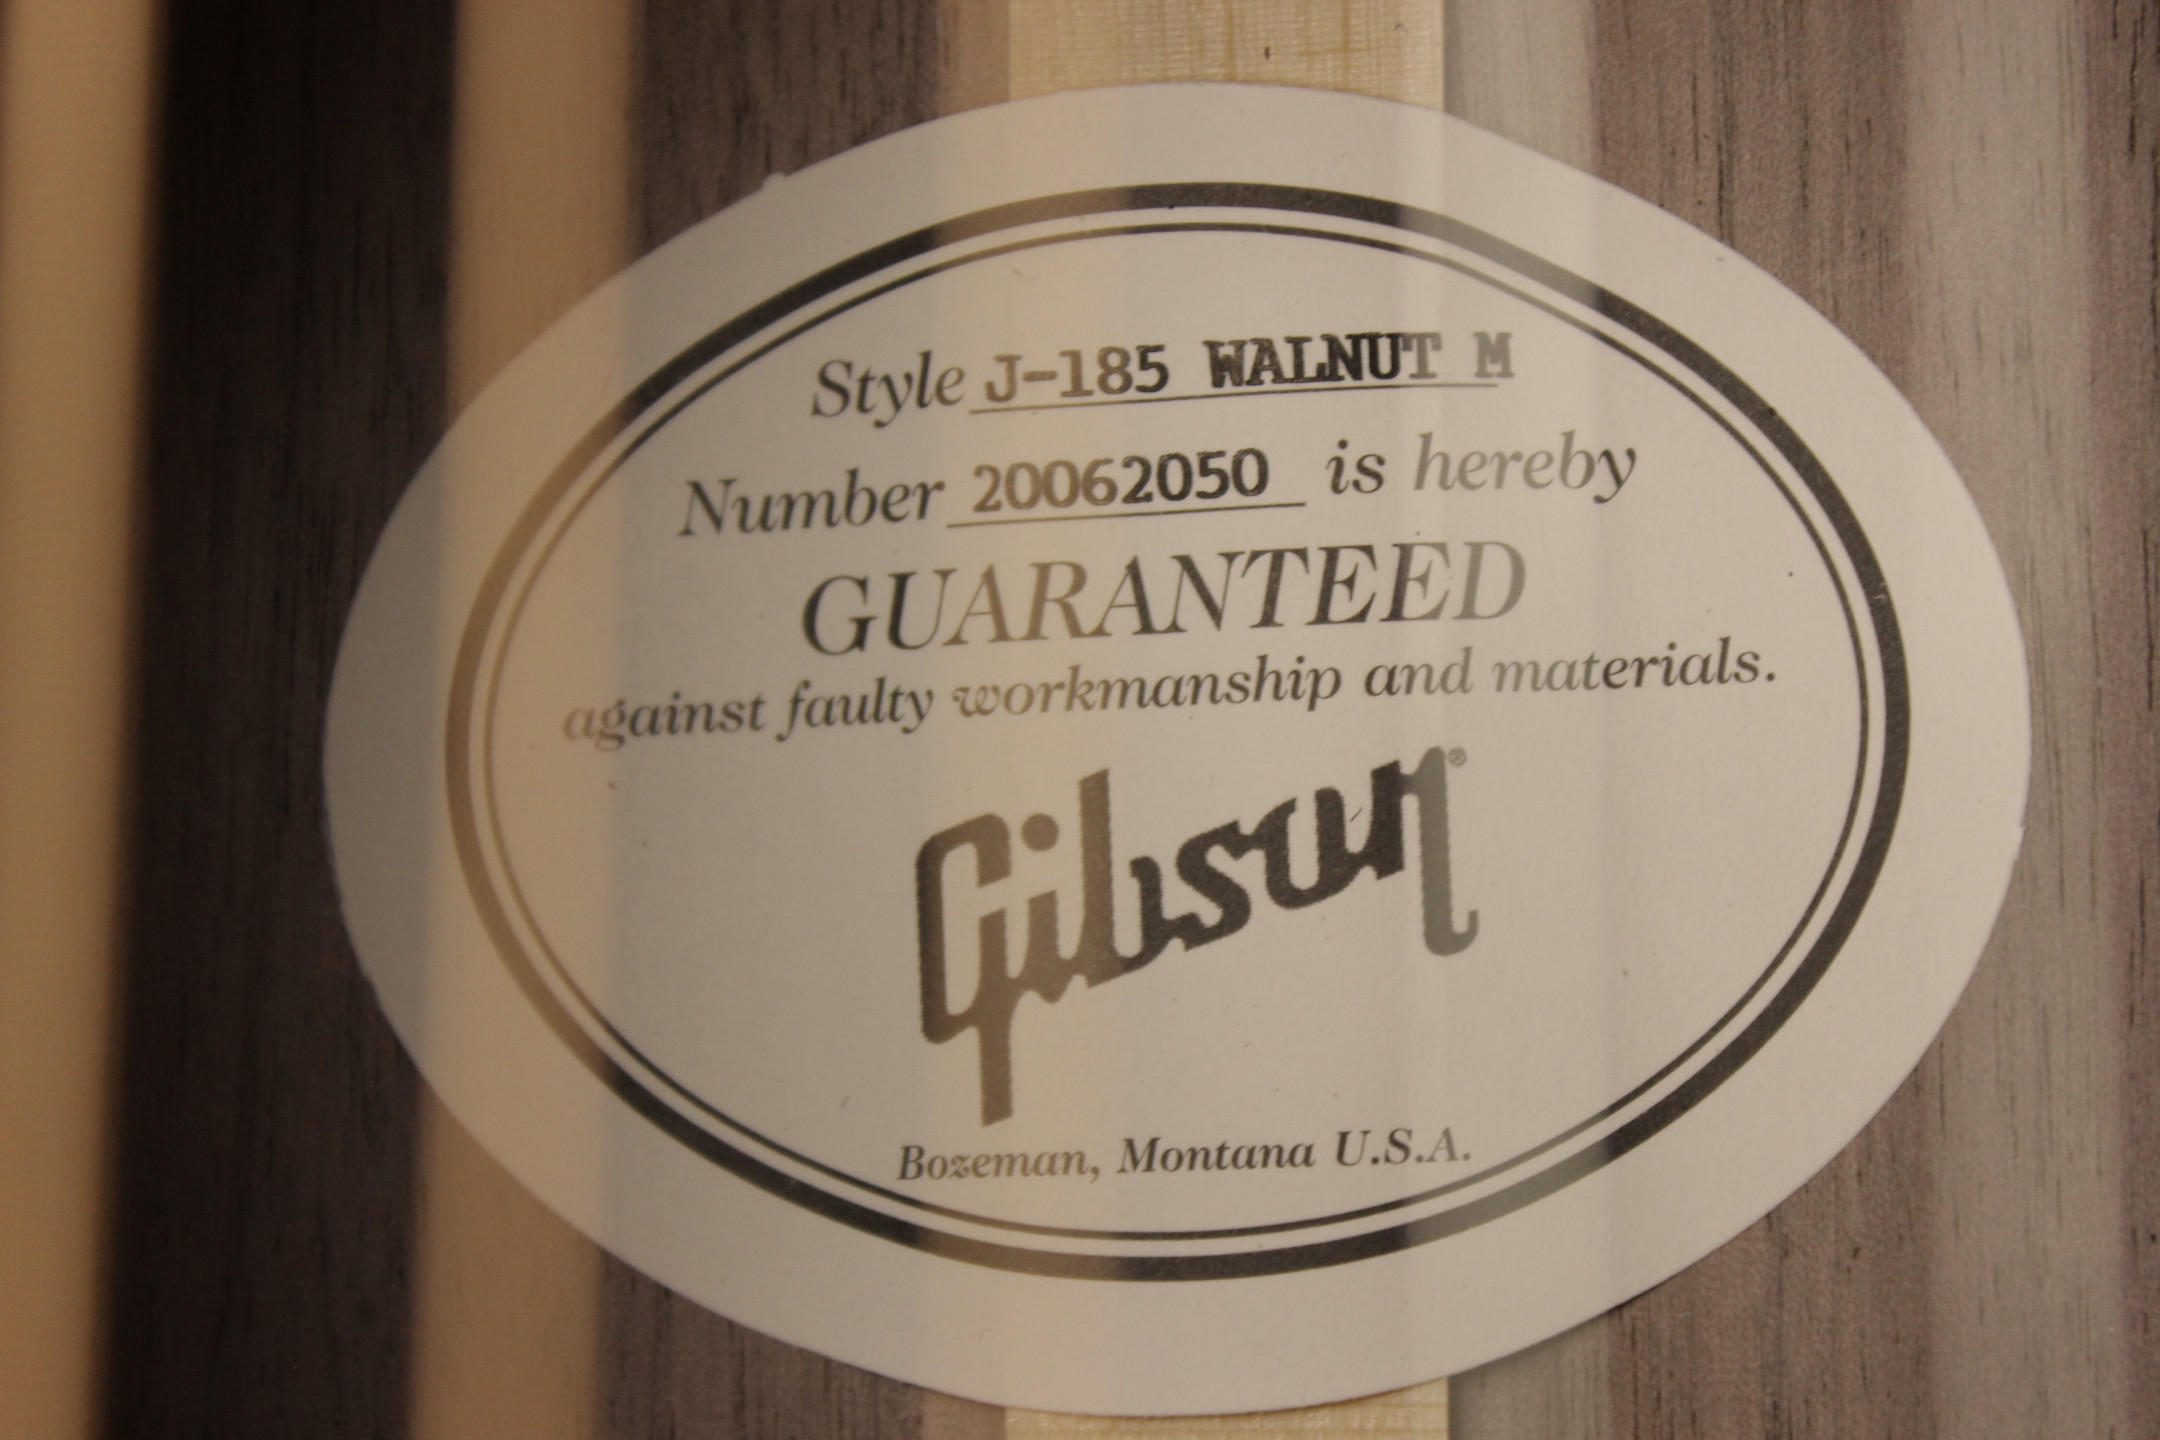 Style J-185 WALNUT M
Number 20062050 is hereby
GUARANTEED
against faulty workmanship and materials.
Gibson®
Bozeman, Montana U.S.A.